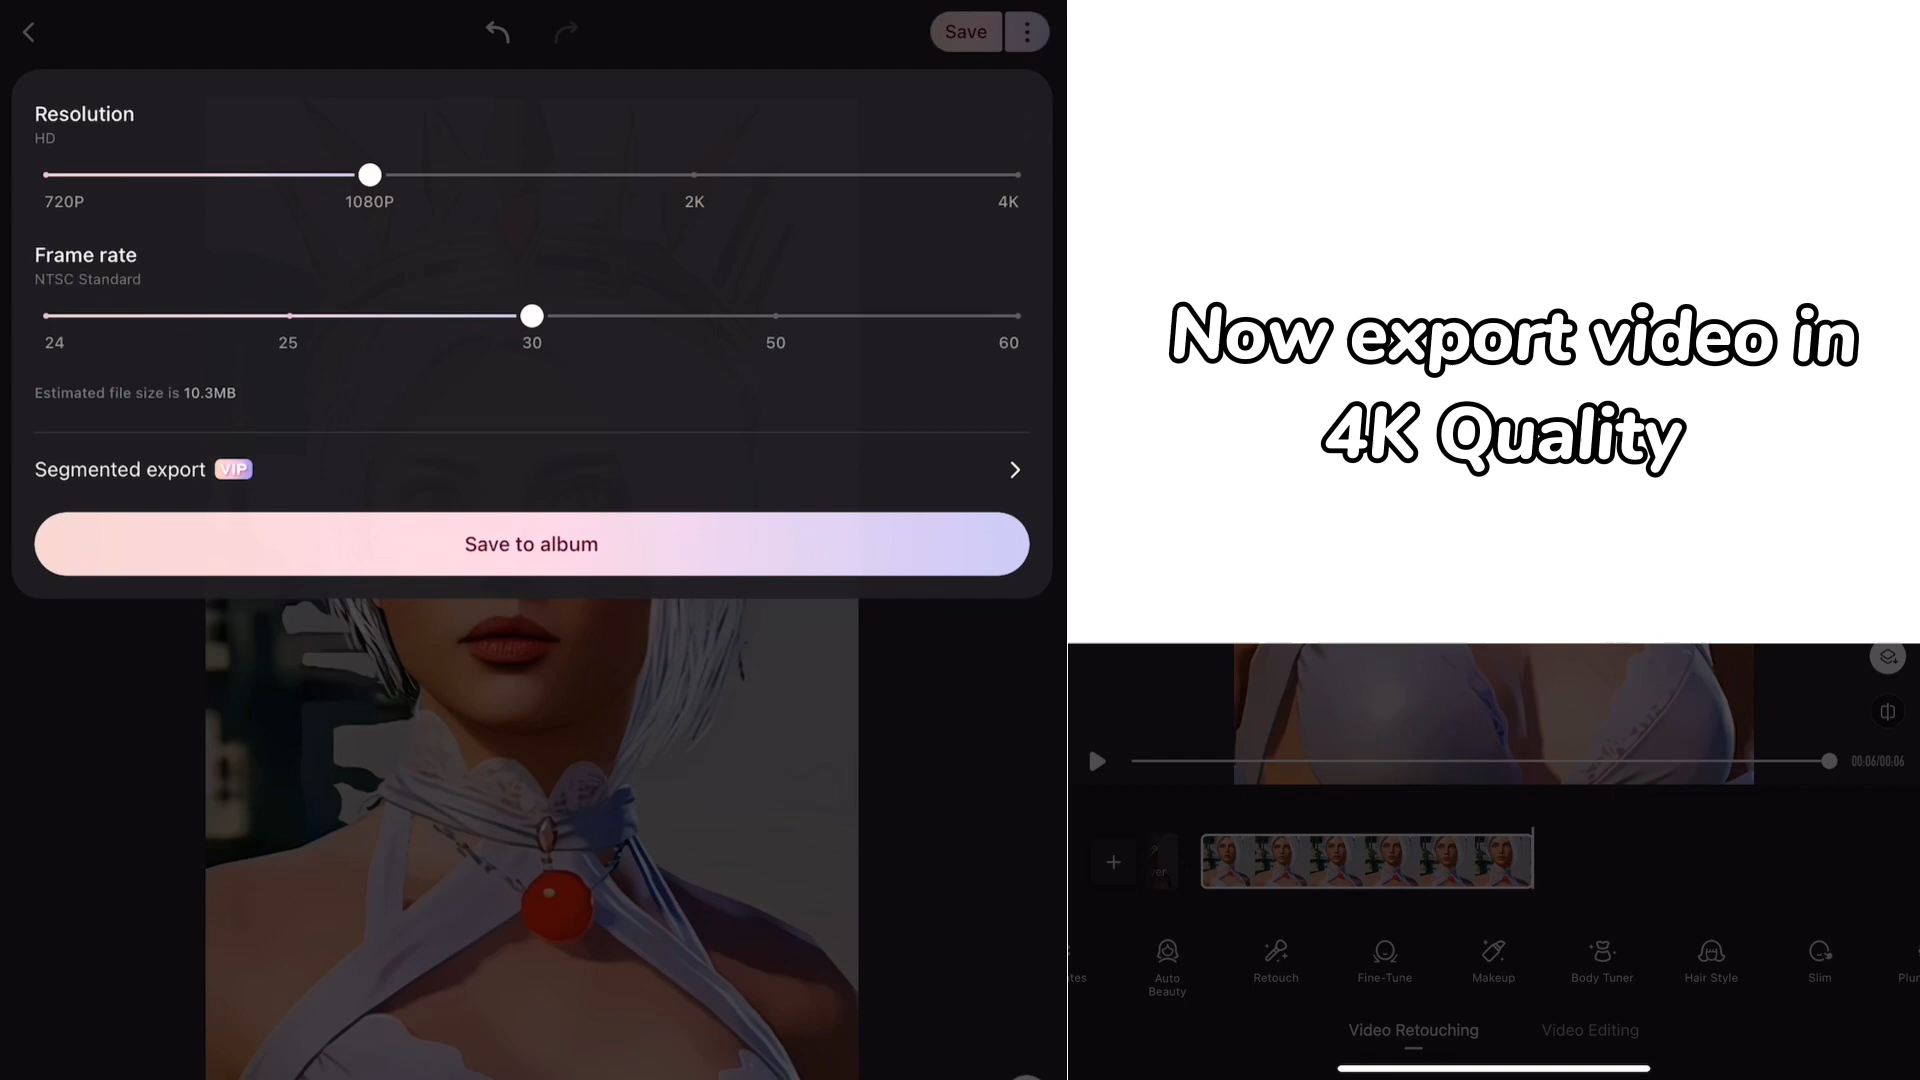 Save
Resolution
HD
720P 1080P 2K 4K
Frame rate
NTSC Standard
24 25 30 50 60
Estimated file size is 10.3MB
Segmented export VIP
Save to album
Now export video in
4K Quality
00:06/00:06
Auto Beauty
Retouch
Fine-Tune
Makeup
Body Tuner
Hair Style
Slim
Video Retouching
Video Editing